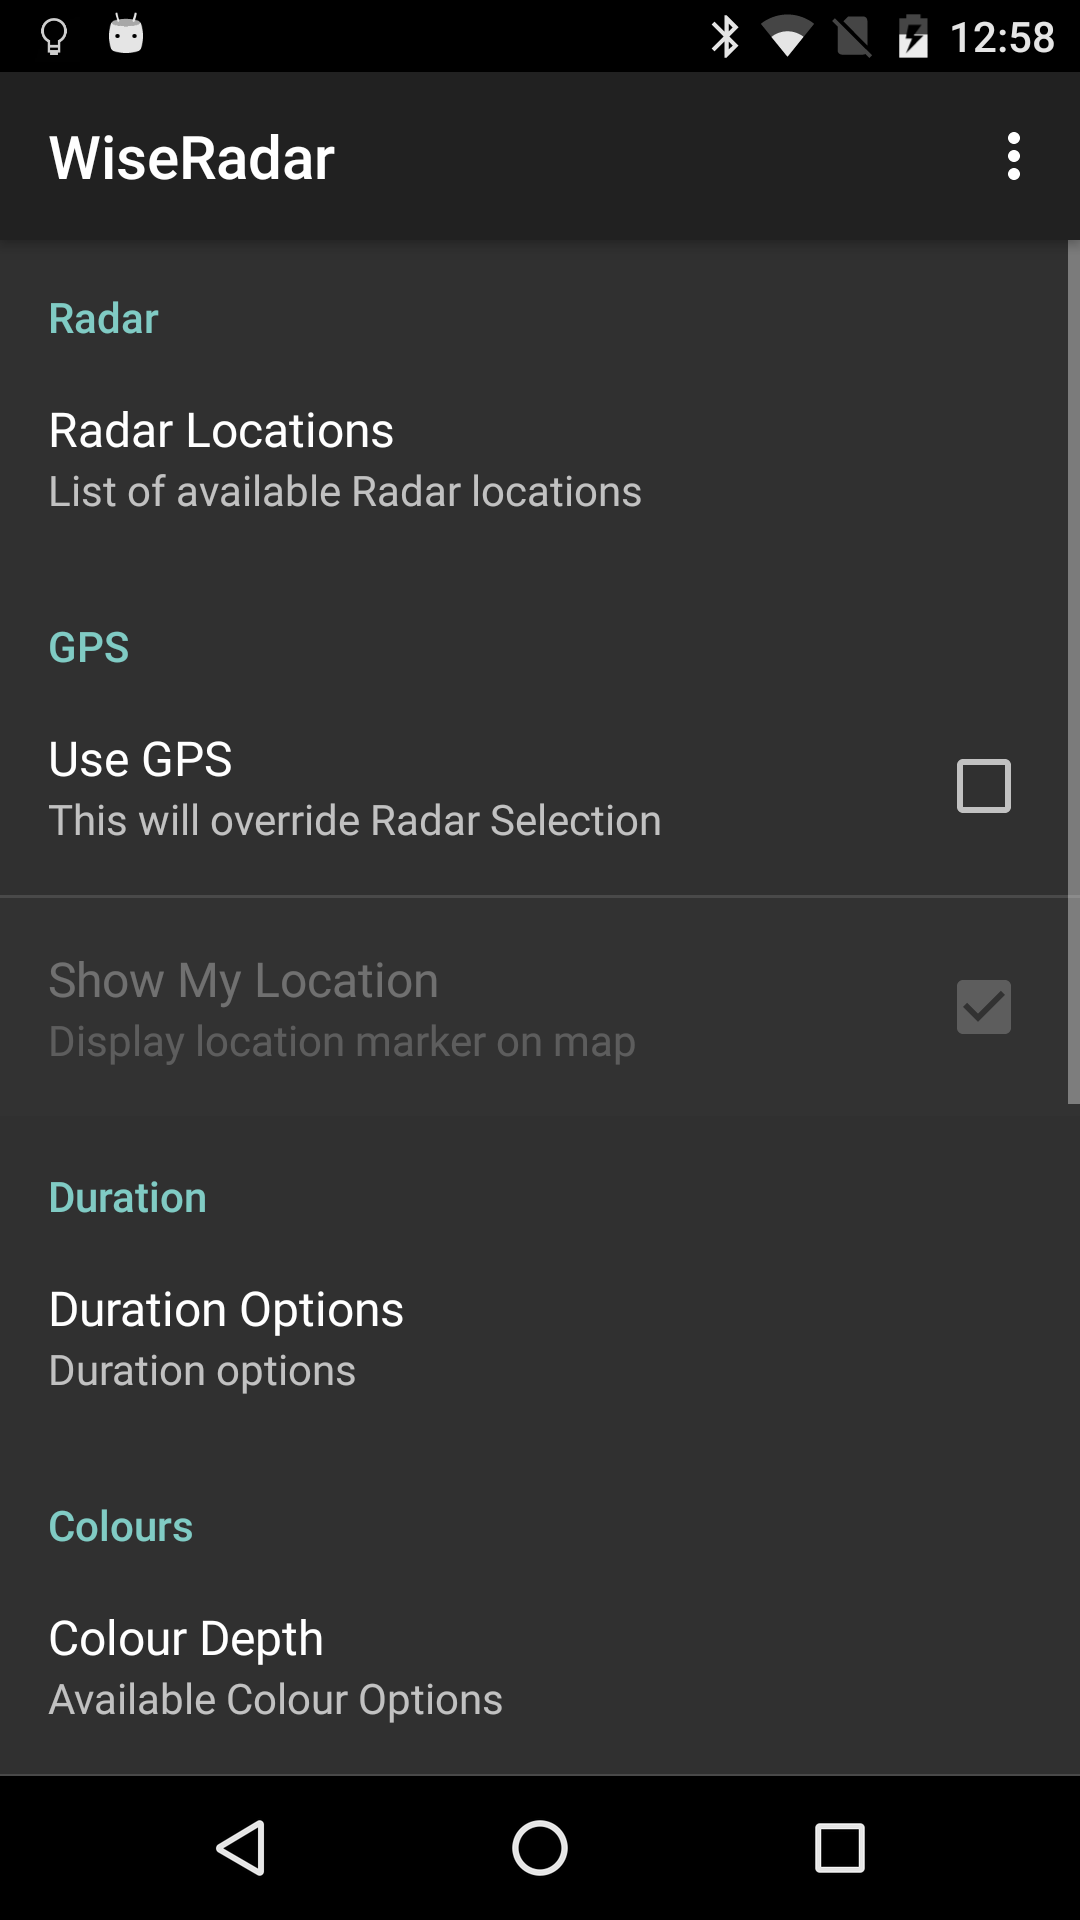 12:58
WiseRadar
Radar
Radar Locations
List of available Radar locations
GPS
Use GPS
This will override Radar Selection
Show My Location
Display location marker on map
Duration
Duration Options
Duration options
Colours
Colour Depth
Available Colour Options